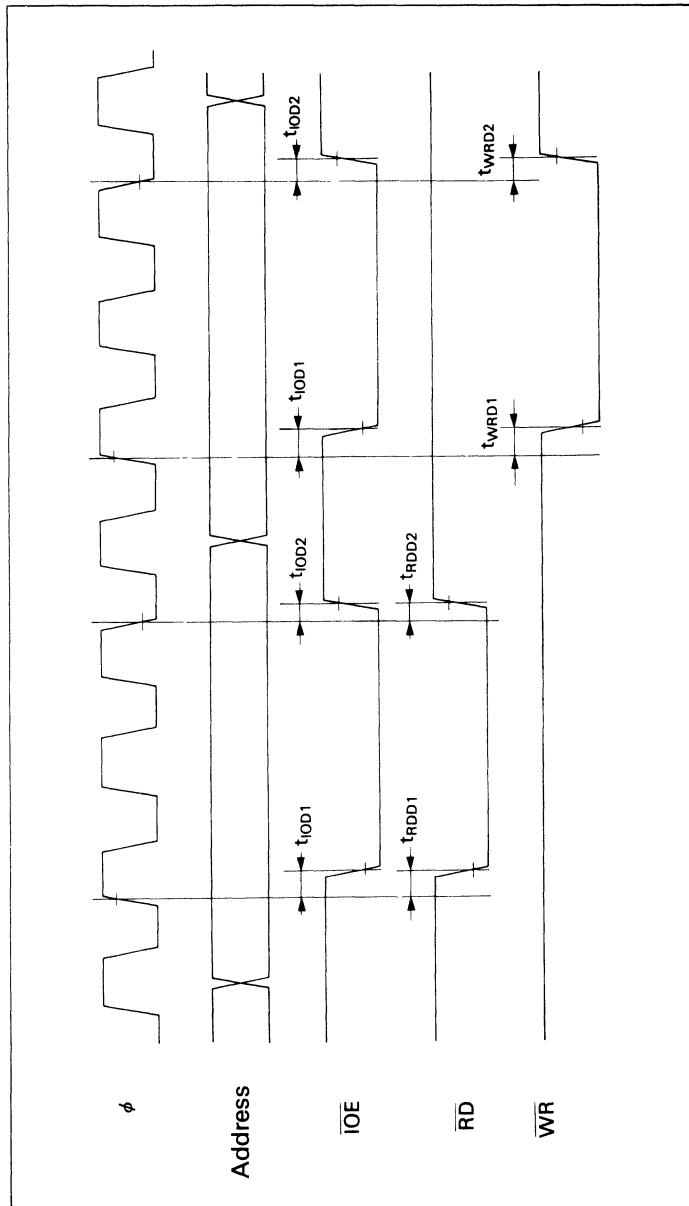 φ
Address
IOE
tIOD1
tIOD2
tIOD1
tIOD2
RD
tRDD1
tRDD2
WR
tWRD1
tWRD2